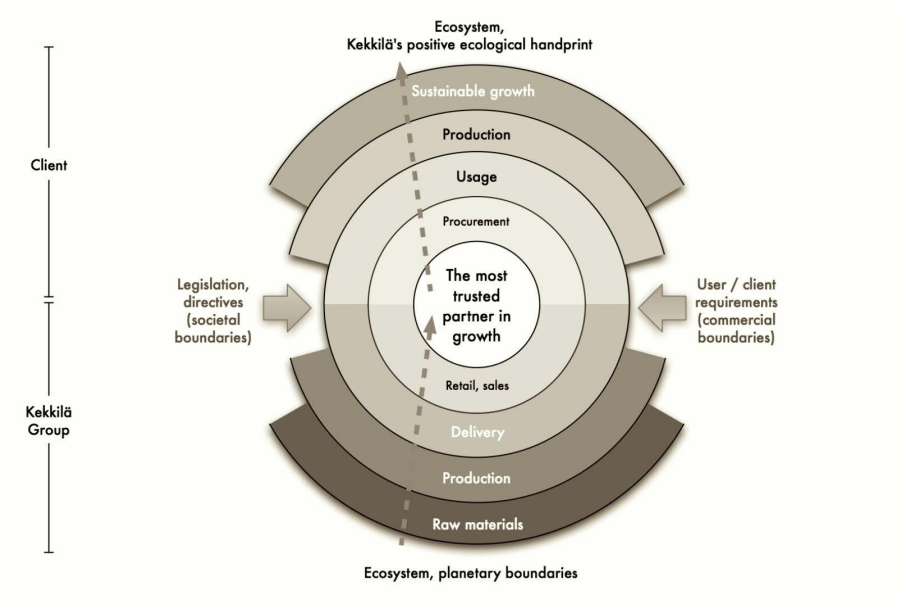 Ecosystem,
Kekkilä's positive ecological handprint
Sustainable growth
Production
Client
Usage
Procurement
Legislation,
directives
(societal
boundaries)
The most
trusted
partner in
growth
User / client
requirements
(commercial
boundaries)
Retail, sales
Kekkilä
Group
Delivery
Production
Raw materials
Ecosystem, planetary boundaries